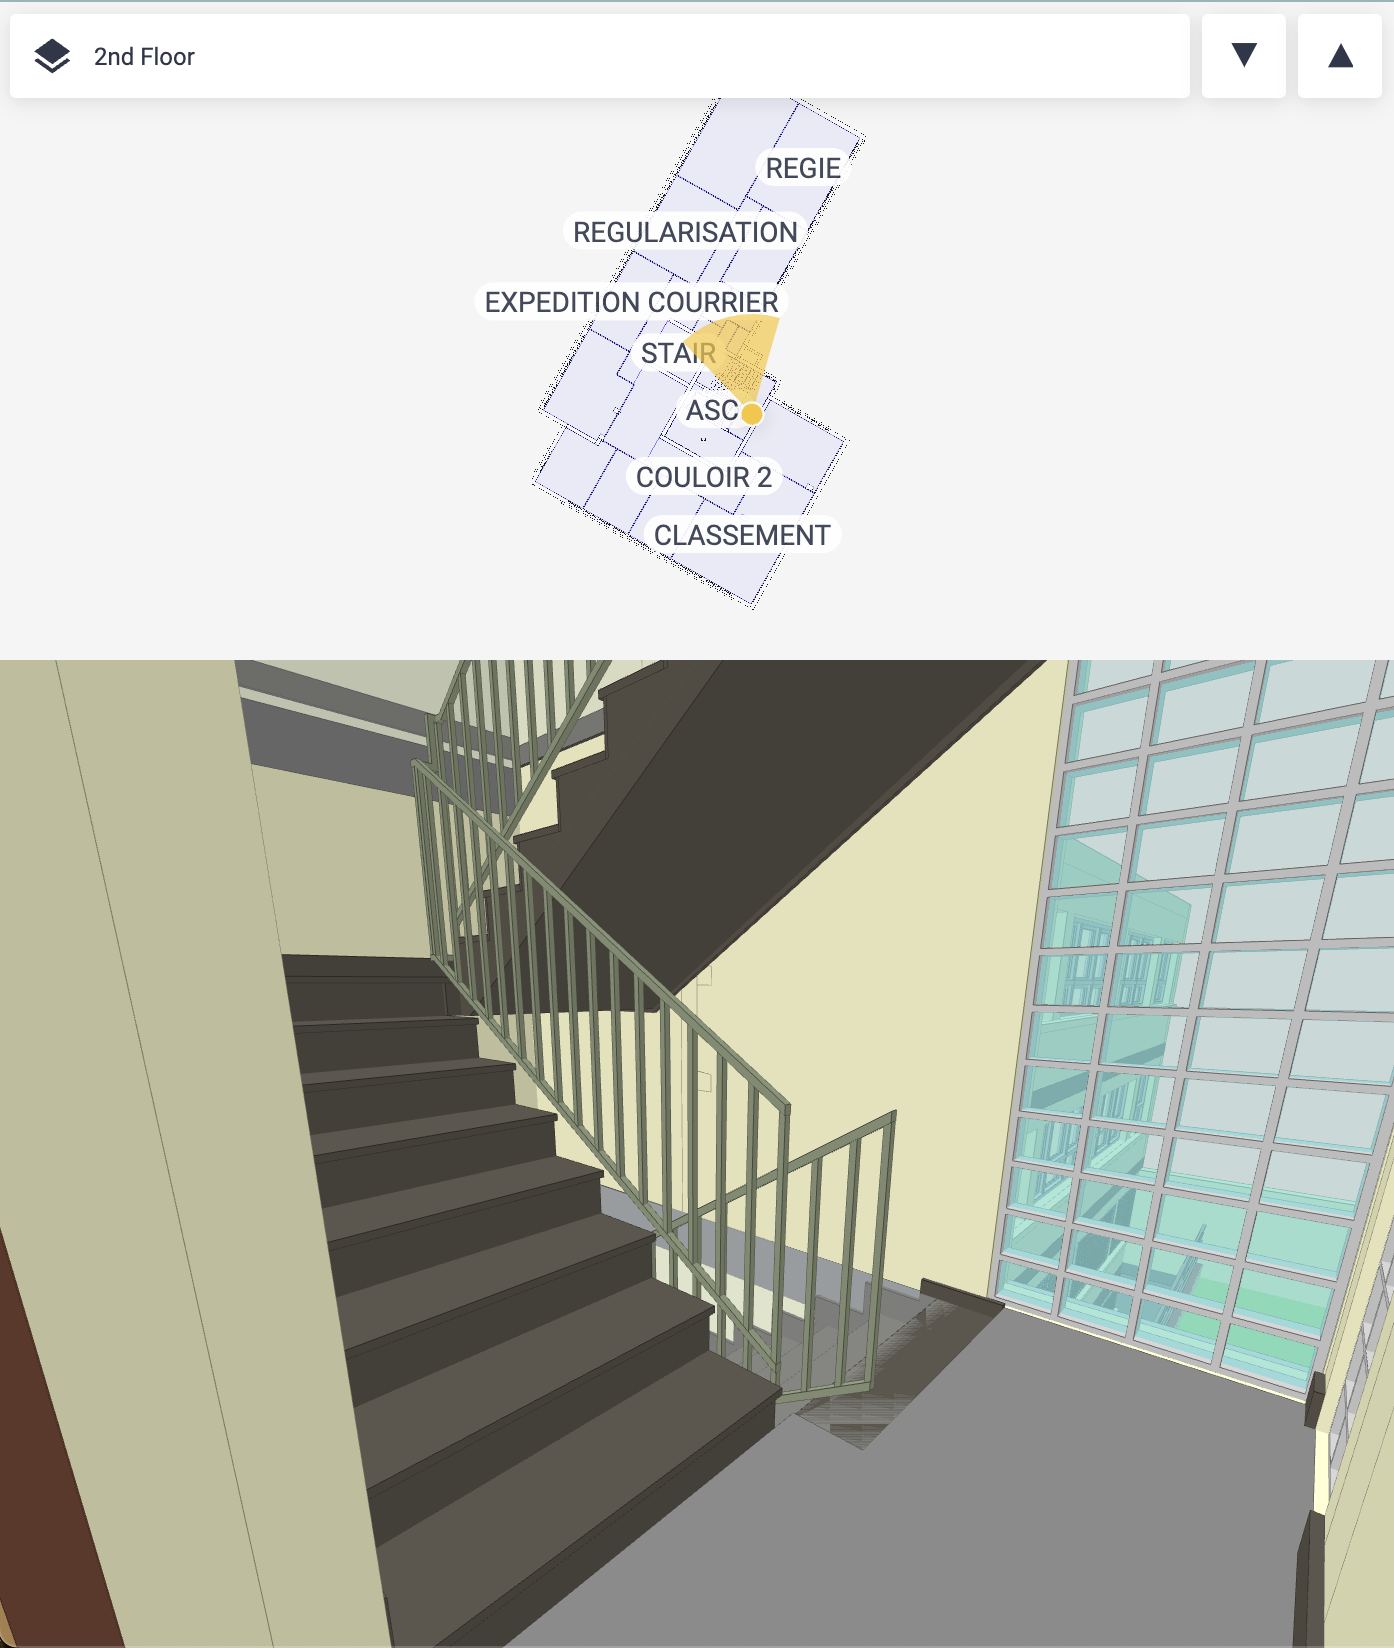 2nd Floor
REGIE
REGULARISATION
EXPEDITION COURRIER
STAIR
ASC
COULOIR 2
CLASSEMENT